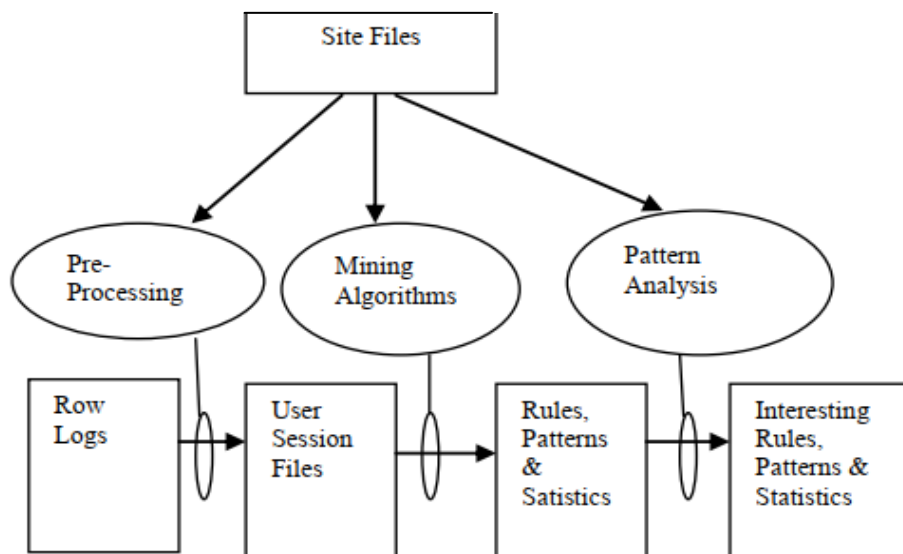 Site Files
Pre-
Processing
Mining
Algorithms
Pattern
Analysis
Row
Logs
User
Session
Files
Rules,
Patterns
&
Satistics
Interesting
Rules,
Patterns &
Statistics